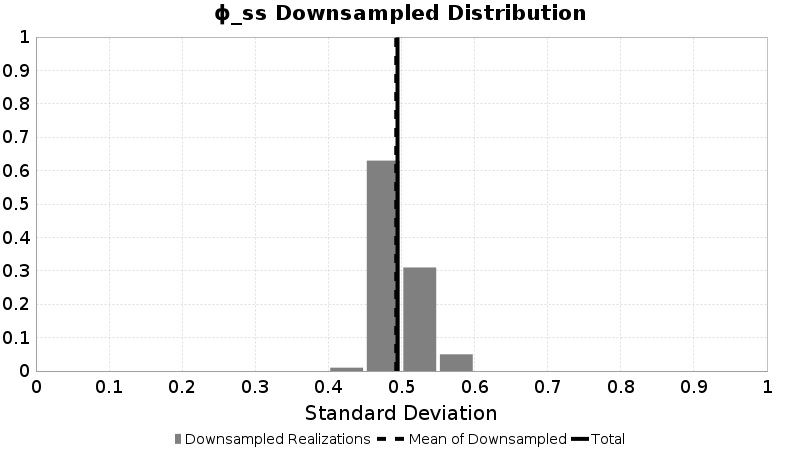 ϕ_ss Downsampled Distribution
1
0.9
0.8
0.7
0.6
0.5
0.4
0.3
0.2
0.1
0
0 0.1 0.2 0.3 0.4 0.5 0.6 0.7 0.8 0.9 1
Standard Deviation
Downsampled Realizations Mean of Downsampled Total